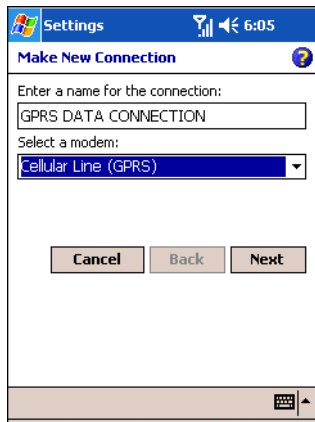 Settings 6:05
Make New Connection ?
Enter a name for the connection:
GPRS DATA CONNECTION
Select a modem:
Cellular Line (GPRS)
Cancel Back Next